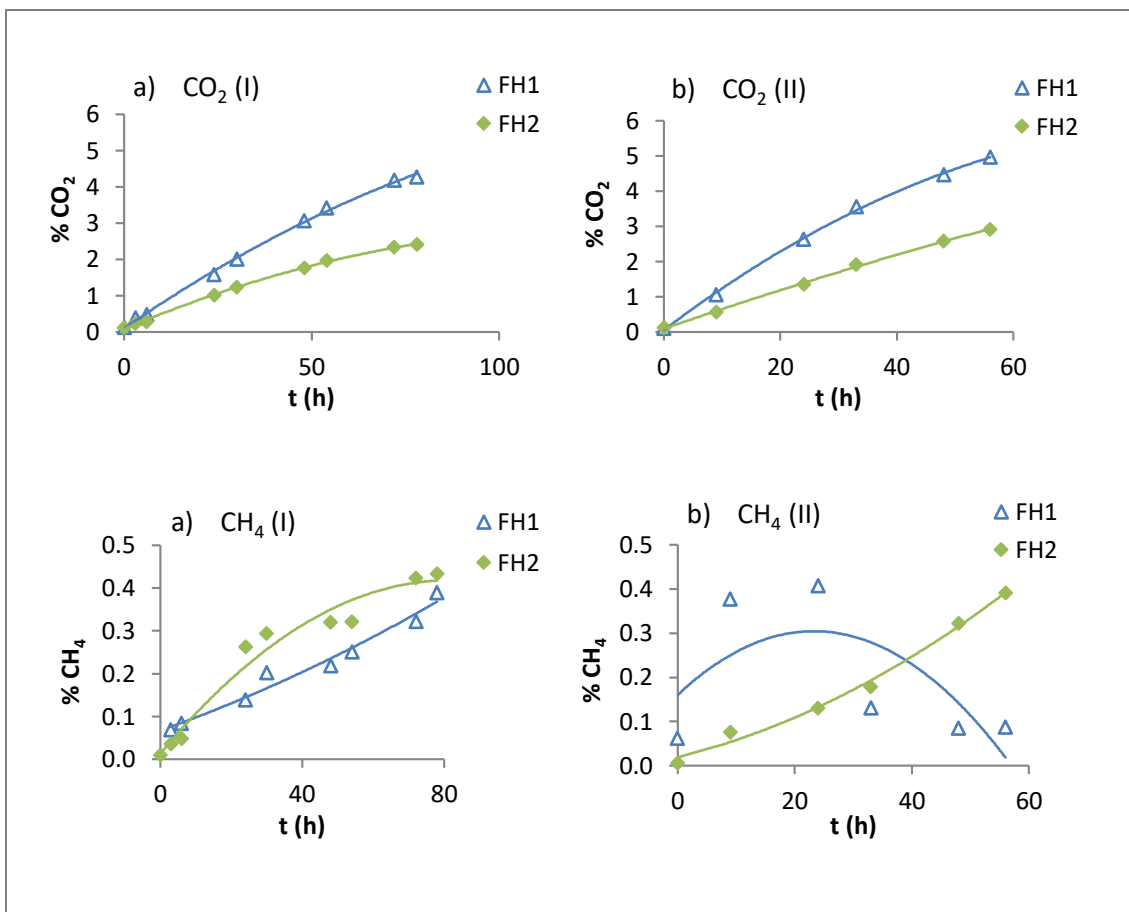 a) CO₂ (I)
FH1
FH2
% CO₂
6
5
4
3
2
1
0
0 50 100
t (h)
b) CO₂ (II)
FH1
FH2
% CO₂
6
5
4
3
2
1
0
0 20 40 60
t (h)
a) CH₄ (I)
FH1
FH2
% CH₄
0.5
0.4
0.3
0.2
0.1
0.0
0 40 80
t (h)
b) CH₄ (II)
FH1
FH2
% CH₄
0.5
0.4
0.3
0.2
0.1
0.0
0 20 40 60
t (h)